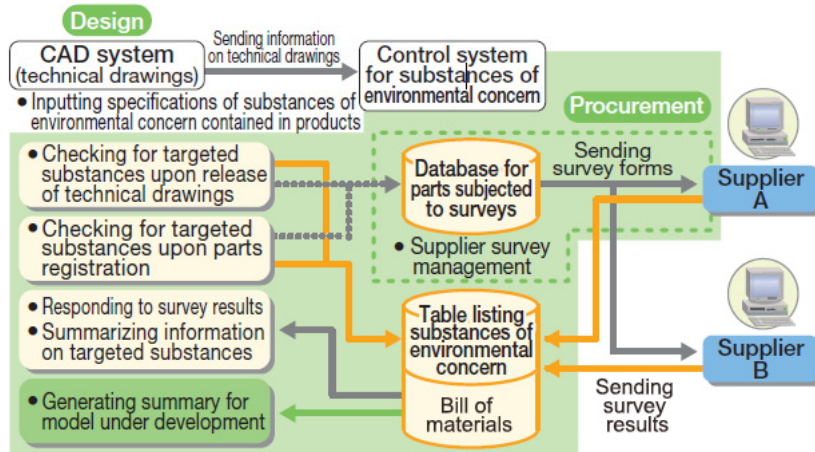 Design
CAD system
(technical drawings)
Sending information
on technical drawings
Control system
for substances of
environmental concern
• Inputting specifications of substances of
environmental concern contained in products
Procurement
• Checking for targeted
substances upon release
of technical drawings
• Checking for targeted
substances upon parts
registration
Database for
parts subjected
to surveys
• Supplier survey
management
Sending
survey forms
Supplier
A
• Responding to survey results
• Summarizing information
on targeted substances
Table listing
substances of
environmental
concern
Bill of
materials
Supplier
B
Sending
survey
results
• Generating summary for
model under development